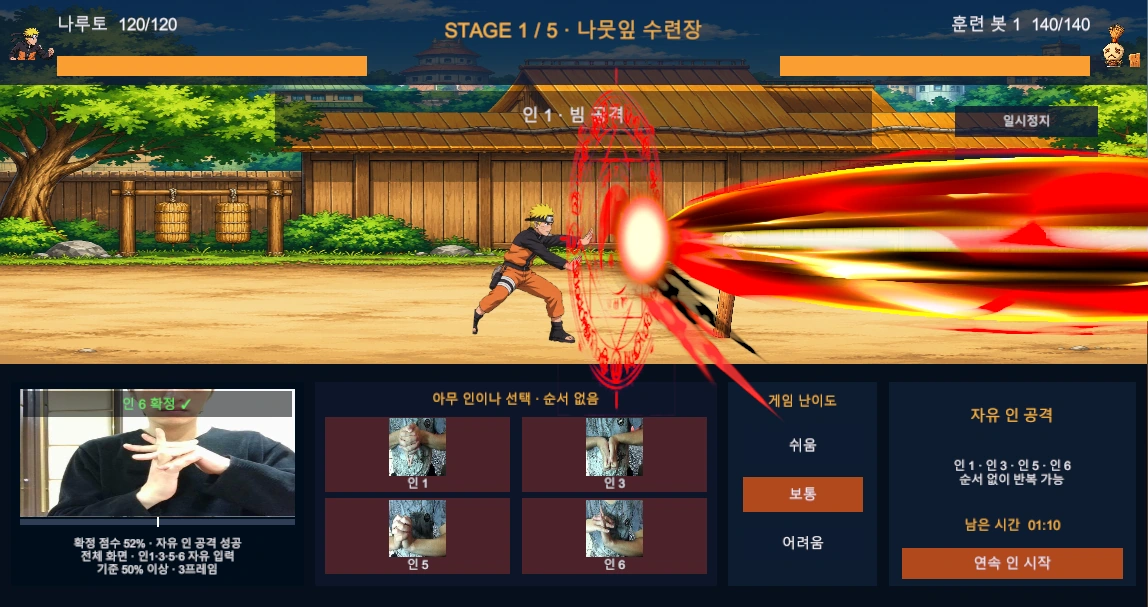 나루토 120/120
STAGE 1 / 5 · 나뭇잎 수련장
훈련 봇 1 140/140
인 1 · 빔 공격
일시정지
인 6 확정 ✓
확정 점수 52% · 자유 인 공격 성공
전체 화면 · 인1·3·5·6 자유 입력
기준 50% 이상 · 3프레임
아무 인이나 선택 · 순서 없음
인 1
인 3
인 5
인 6
게임 난이도
쉬움
보통
어려움
자유 인 공격
인 1 · 인 3 · 인 5 · 인 6
순서 없이 반복 가능
남은 시간 01:10
연속 인 시작